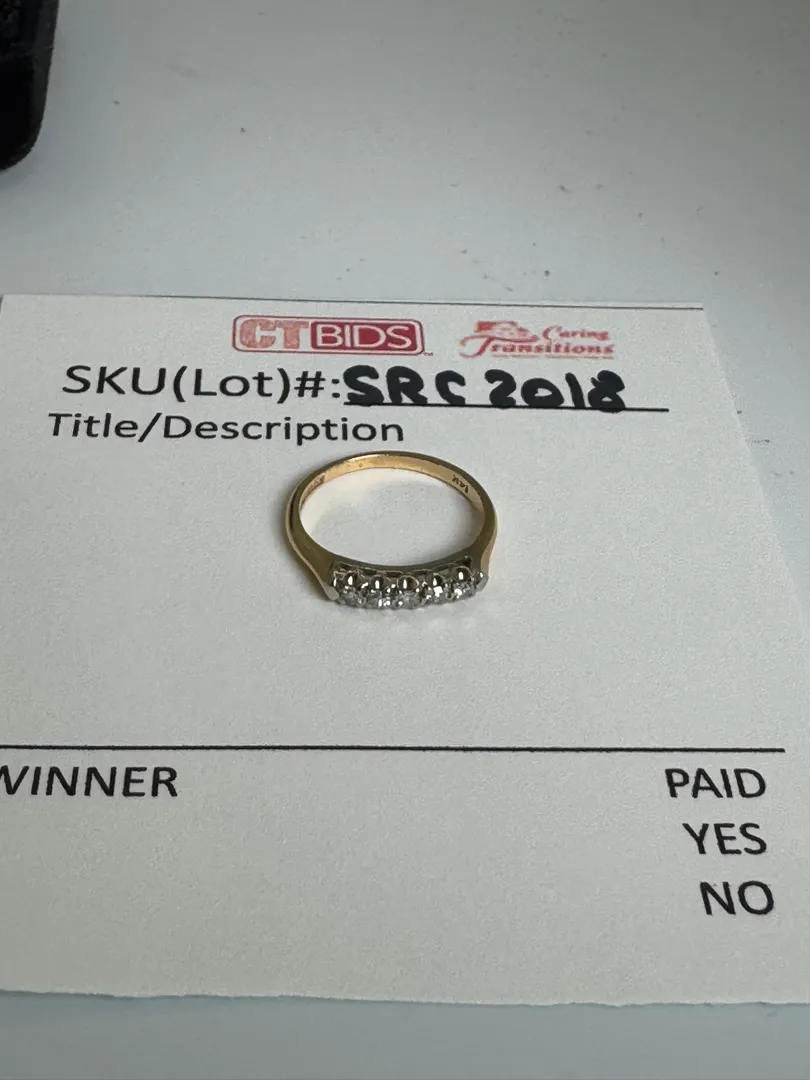 CTBIDS
Caring Transitions
SKU(Lot)#:SRC 2018
Title/Description
14K
WINNER
PAID
YES
NO